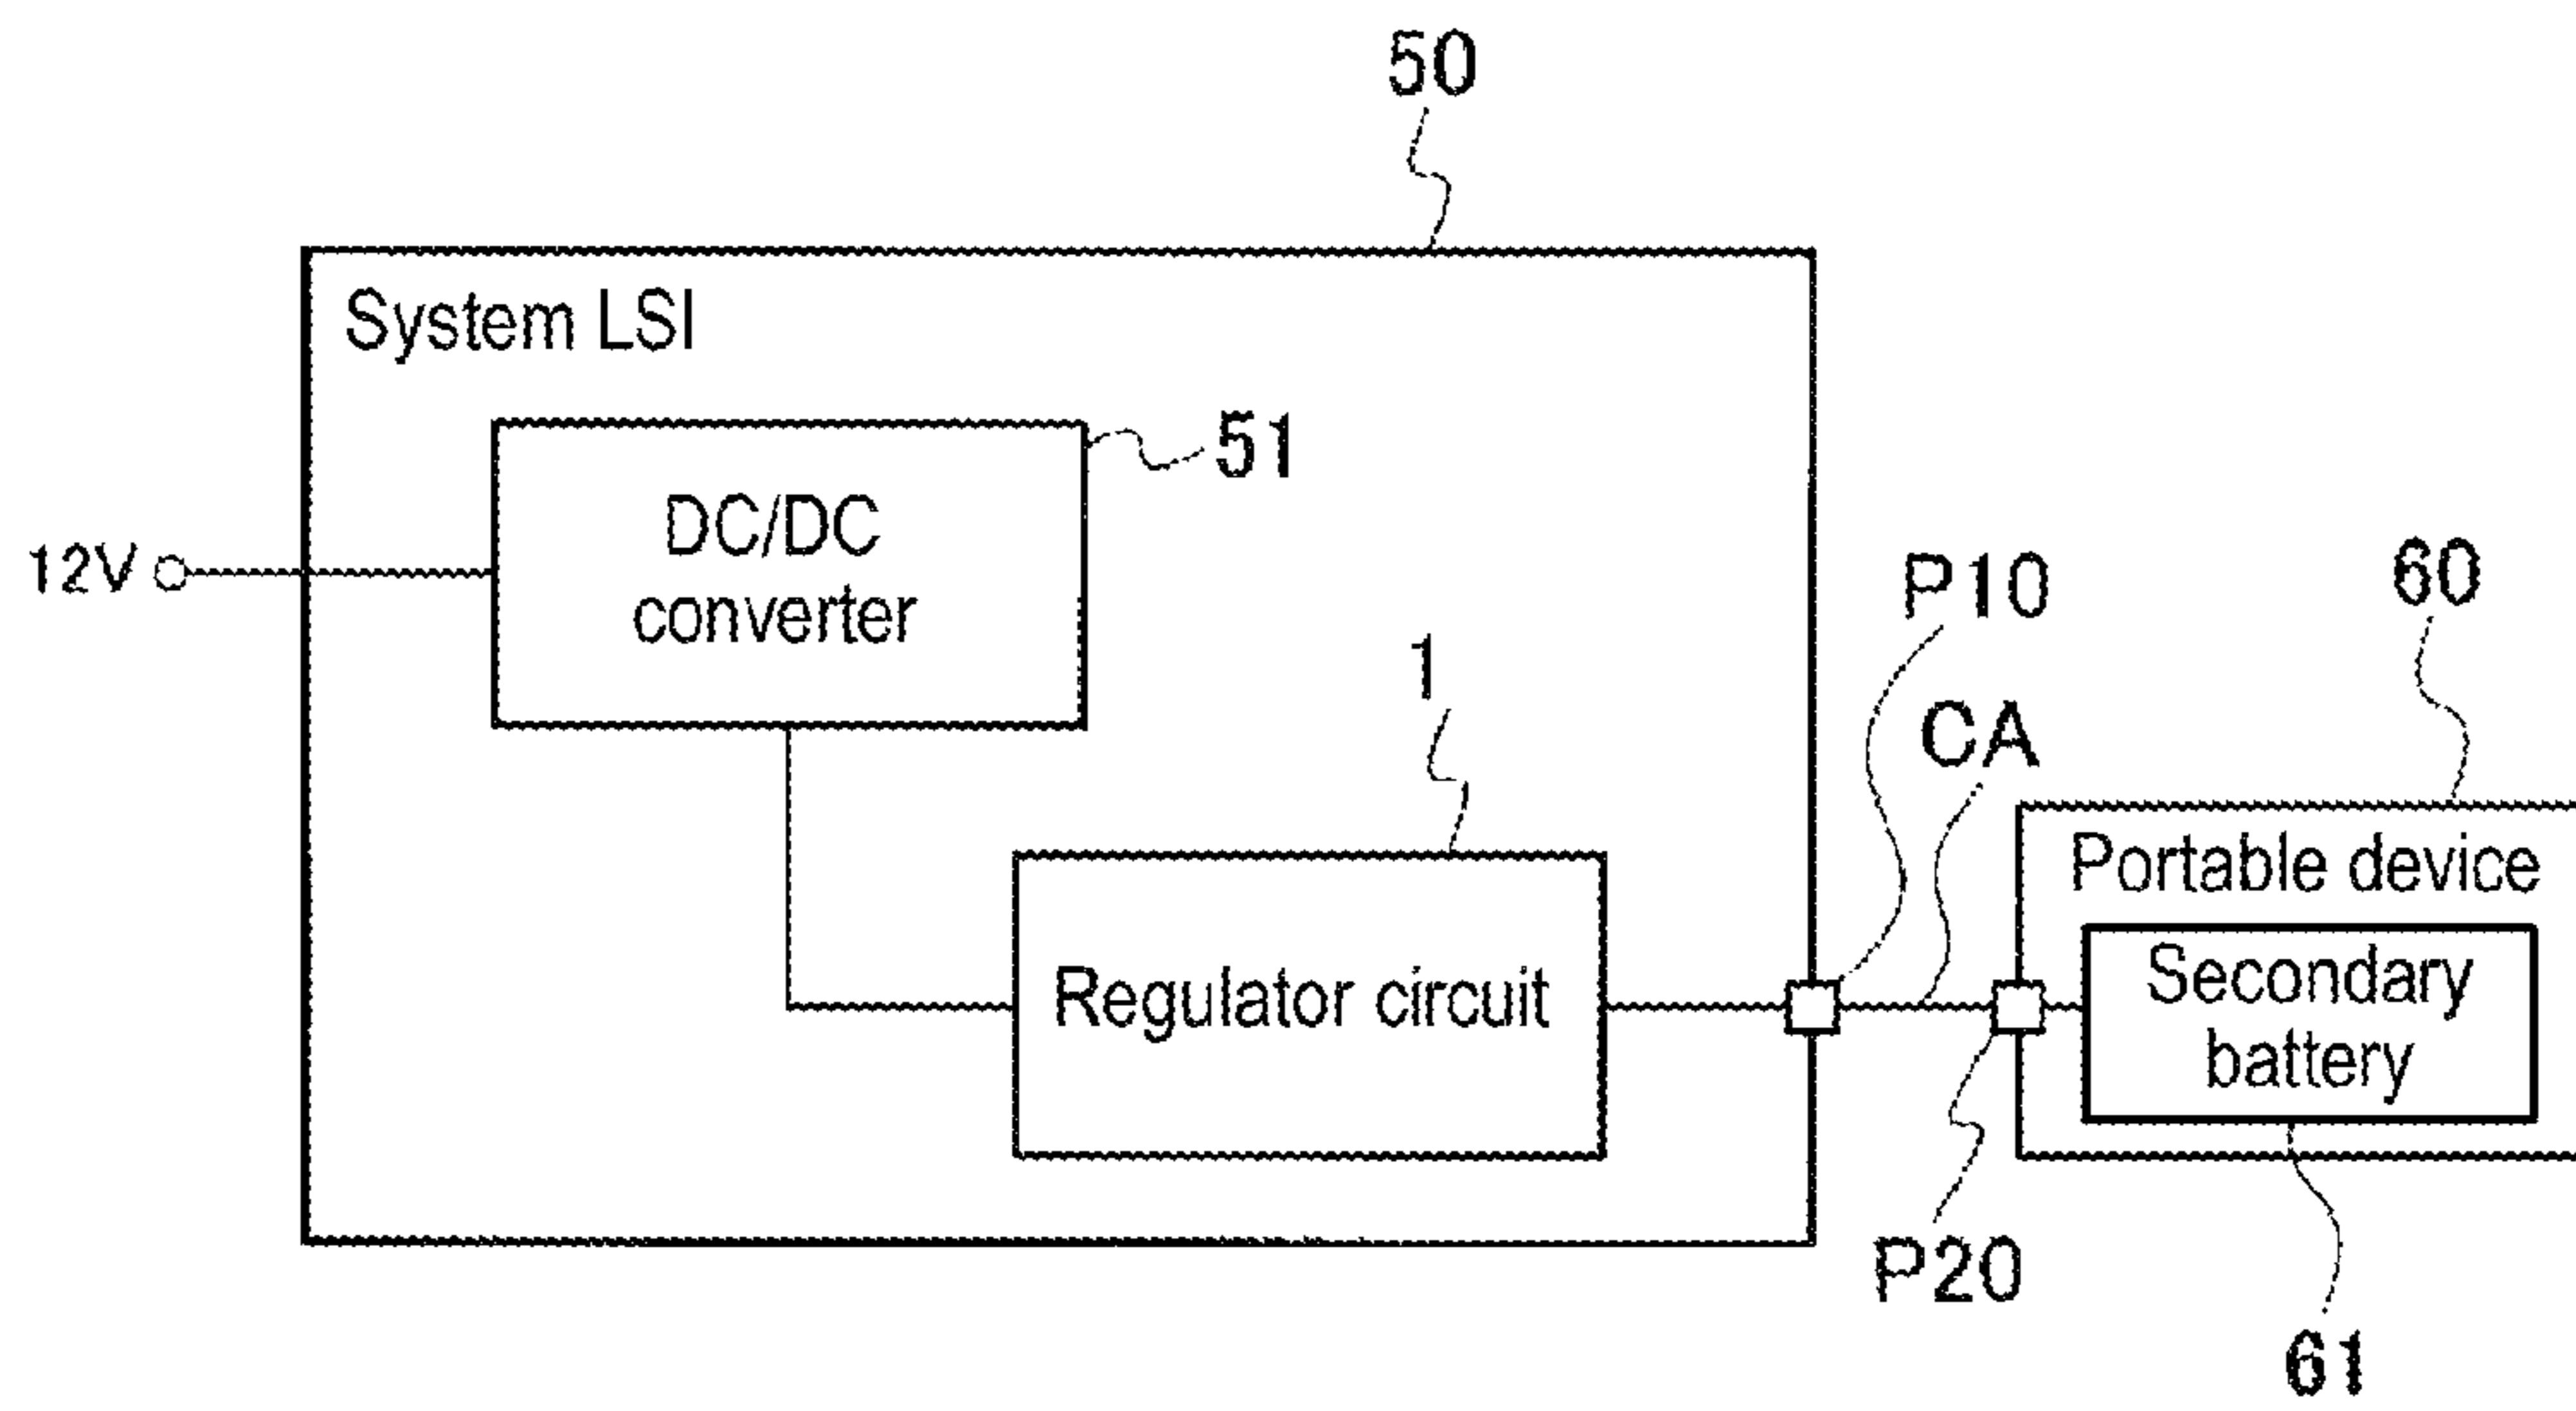 50
System LSI
51
DC/DC
converter
12V
P10
60
1
CA
Portable device
Secondary
battery
Regulator circuit
P20
61